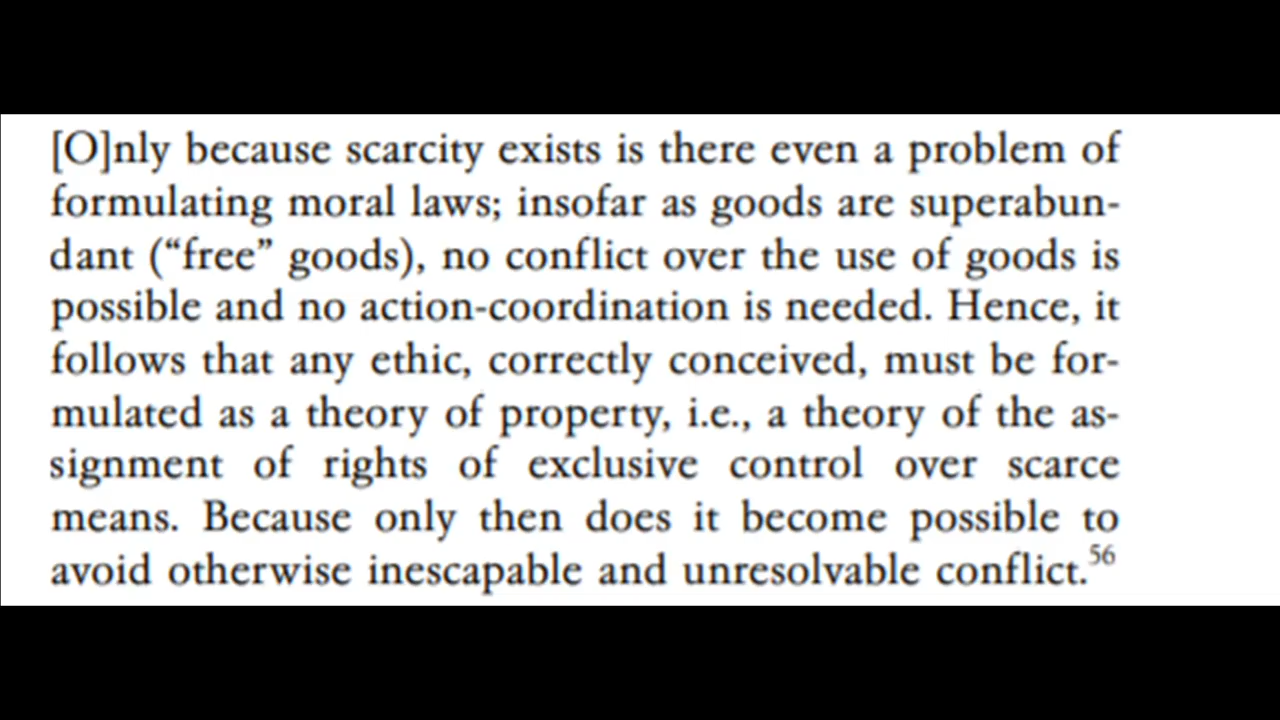 [O]nly because scarcity exists is there even a problem of
formulating moral laws; insofar as goods are superabun-
dant (“free” goods), no conflict over the use of goods is
possible and no action-coordination is needed. Hence, it
follows that any ethic, correctly conceived, must be for-
mulated as a theory of property, i.e., a theory of the as-
signment of rights of exclusive control over scarce
means. Because only then does it become possible to
avoid otherwise inescapable and unresolvable conflict.56